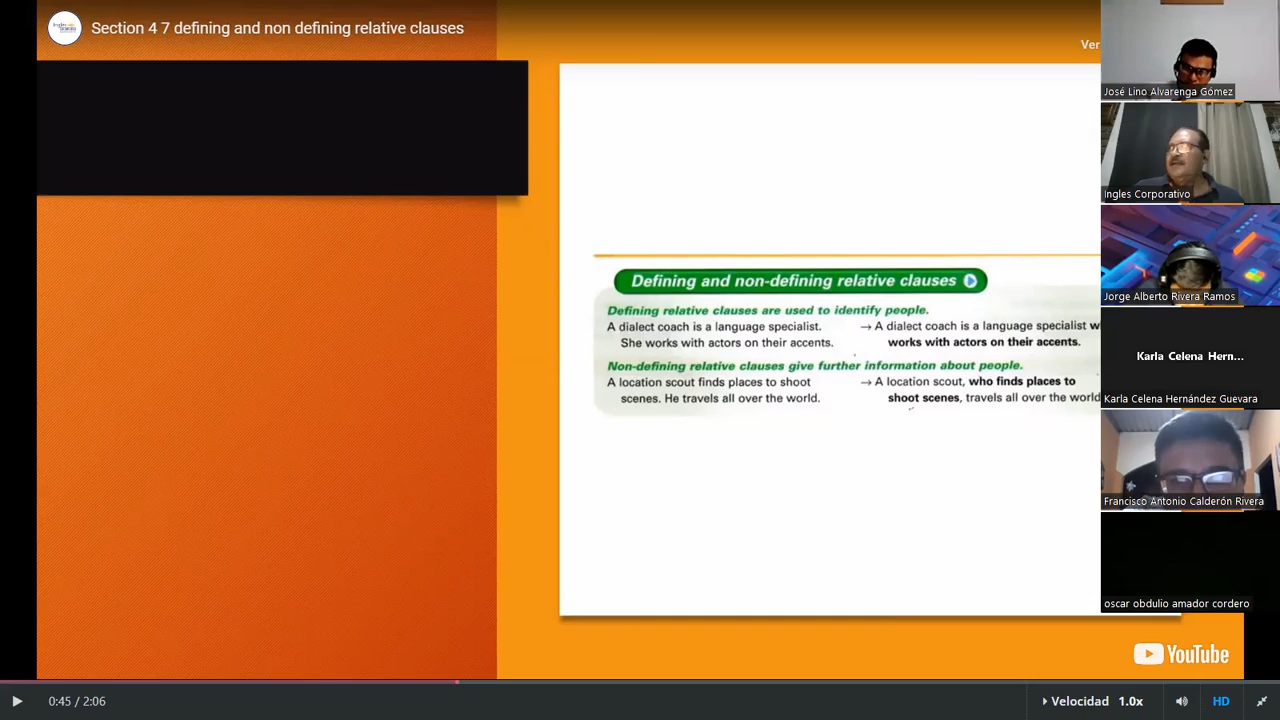 Section 4 7 defining and non defining relative clauses
Ver
Defining and non-defining relative clauses
Defining relative clauses are used to identify people.
A dialect coach is a language specialist.
She works with actors on their accents.
→ A dialect coach is a language specialist w
works with actors on their accents.
Non-defining relative clauses give further information about people.
A location scout finds places to shoot
scenes. He travels all over the world.
→ A location scout, who finds places to
shoot scenes, travels all over the world
José Lino Alvarenga Gómez
Ingles Corporativo
Jorge Alberto Rivera Ramos
Karla Celena Hern...
Karla Celena Hernández Guevara
Francisco Antonio Calderón Rivera
oscar obdulio amador cordero
YouTube
0:45 / 2:06
Velocidad 1.0x
HD